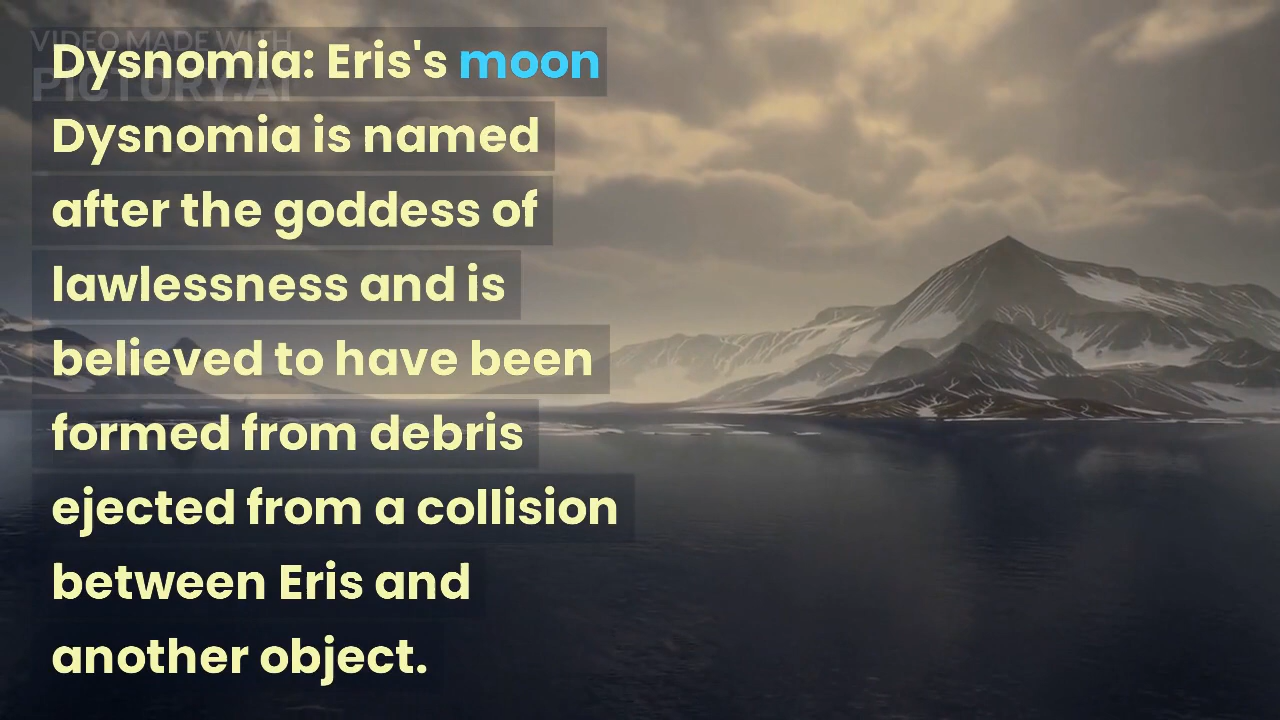 VIDEO MADE WITH
PICTORY.AI
Dysnomia: Eris's moon
Dysnomia is named
after the goddess of
lawlessness and is
believed to have been
formed from debris
ejected from a collision
between Eris and
another object.